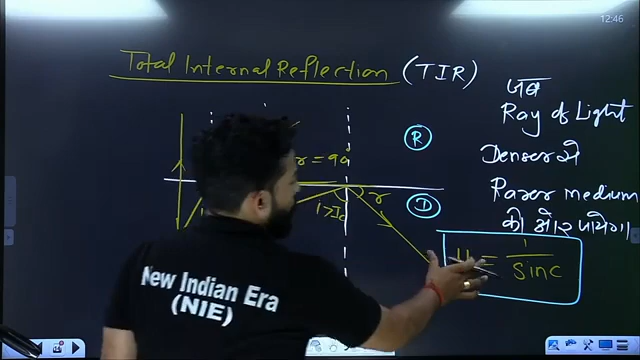 12:46
Total Internal Reflection (TIR)
जब
Ray of Light
Denser से
Rarer medium
की ओर जायेगा
R
r = 90°
D
r
i > ic
μ = 1/sinc
New Indian Era
(NIE)